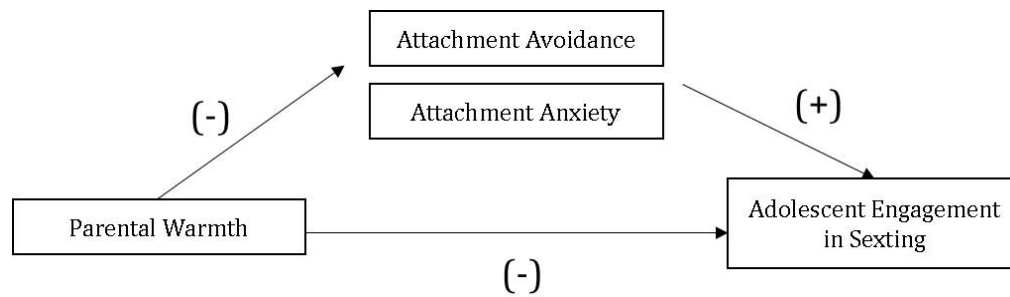 Attachment Avoidance
Attachment Anxiety
(-)
(+)
Parental Warmth
Adolescent Engagement
in Sexting
(-)